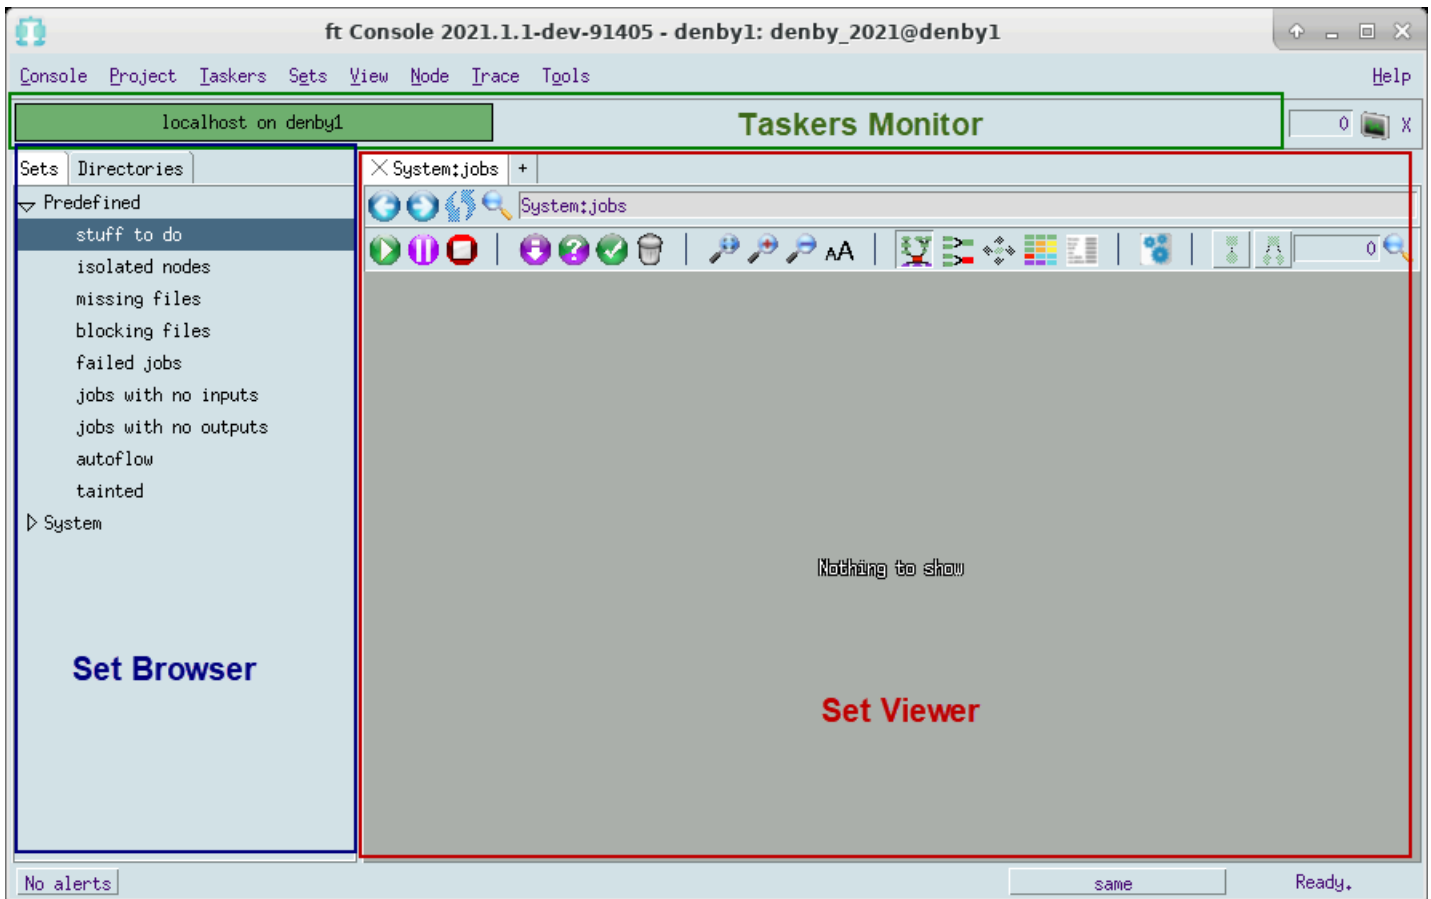 ft Console 2021.1.1-dev-91405 - denby1: denby_2021@denby1
Console Project Taskers Sets View Node Trace Tools Help
localhost on denby1
Taskers Monitor
0 X
Sets Directories
System:jobs +
Predefined
System:jobs
stuff to do
AA
0
isolated nodes
missing files
blocking files
failed jobs
jobs with no inputs
jobs with no outputs
autoflow
tainted
System
Nothing to show
Set Browser
Set Viewer
No alerts
same
Ready.